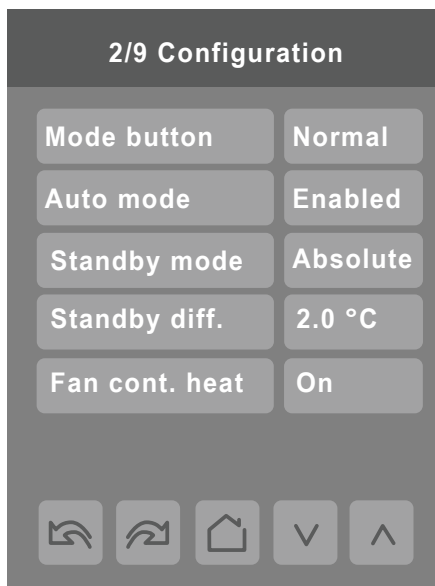 2/9 Configuration
Mode button Normal
Auto mode Enabled
Standby mode Absolute
Standby diff. 2.0 °C
Fan cont. heat On